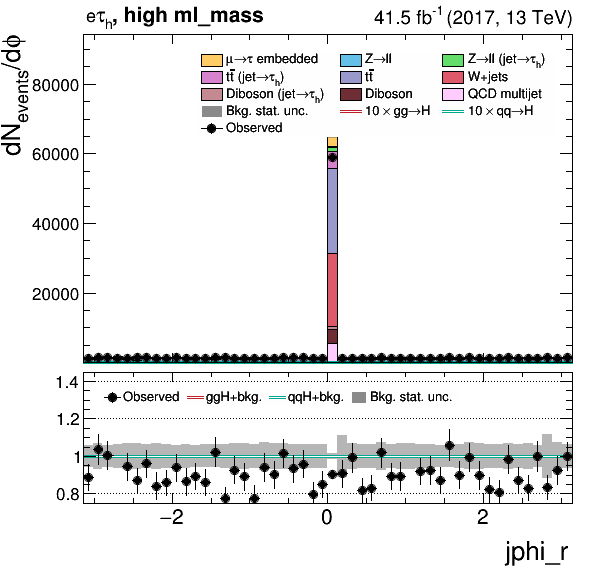 eτh, high ml_mass 41.5 fb⁻¹ (2017, 13 TeV)
dNevents/dϕ
80000
60000
40000
20000
μ→τ embedded Z→ll Z→ll (jet→τh)
tt̄ (jet→τh) tt̄ W+jets
Diboson (jet→τh) Diboson QCD multijet
Bkg. stat. unc. 10 × gg→H 10 × qq→H
Observed
1.4
1.2
1
0.8
Observed ggH+bkg. qqH+bkg. Bkg. stat. unc.
−2 0 2
jphi_r